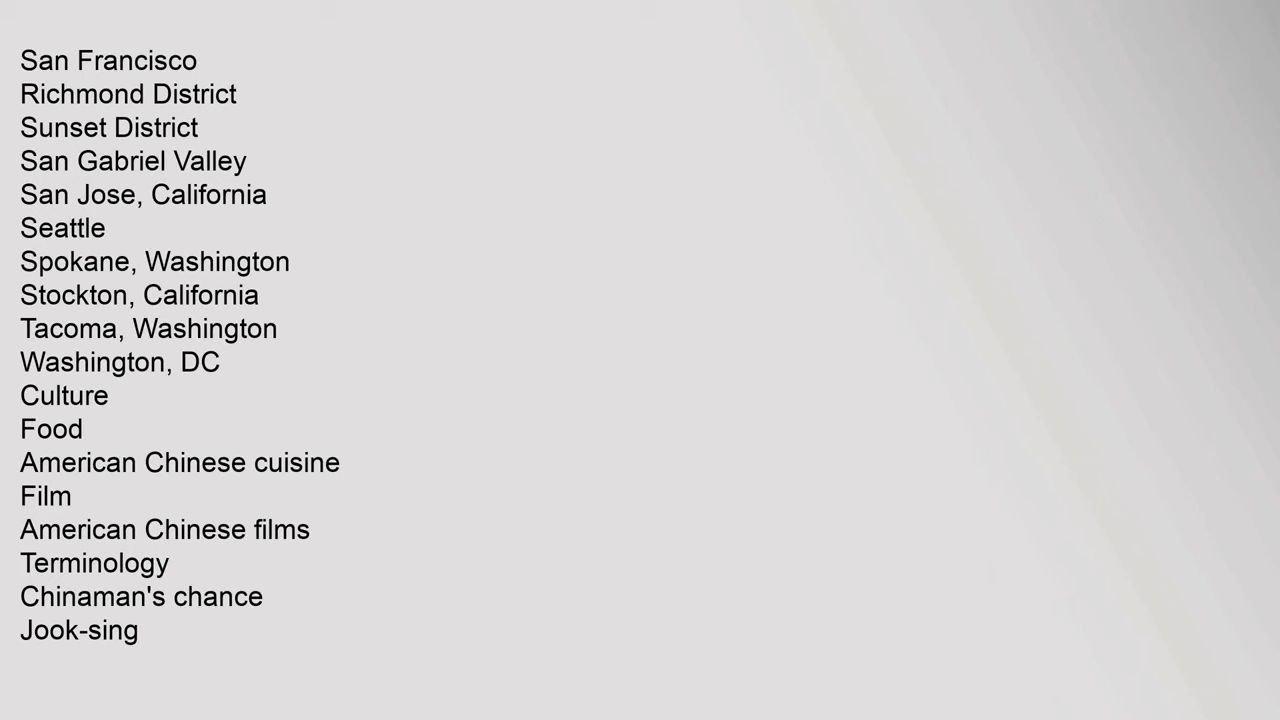 San Francisco
Richmond District
Sunset District
San Gabriel Valley
San Jose, California
Seattle
Spokane, Washington
Stockton, California
Tacoma, Washington
Washington, DC
Culture
Food
American Chinese cuisine
Film
American Chinese films
Terminology
Chinaman's chance
Jook-sing